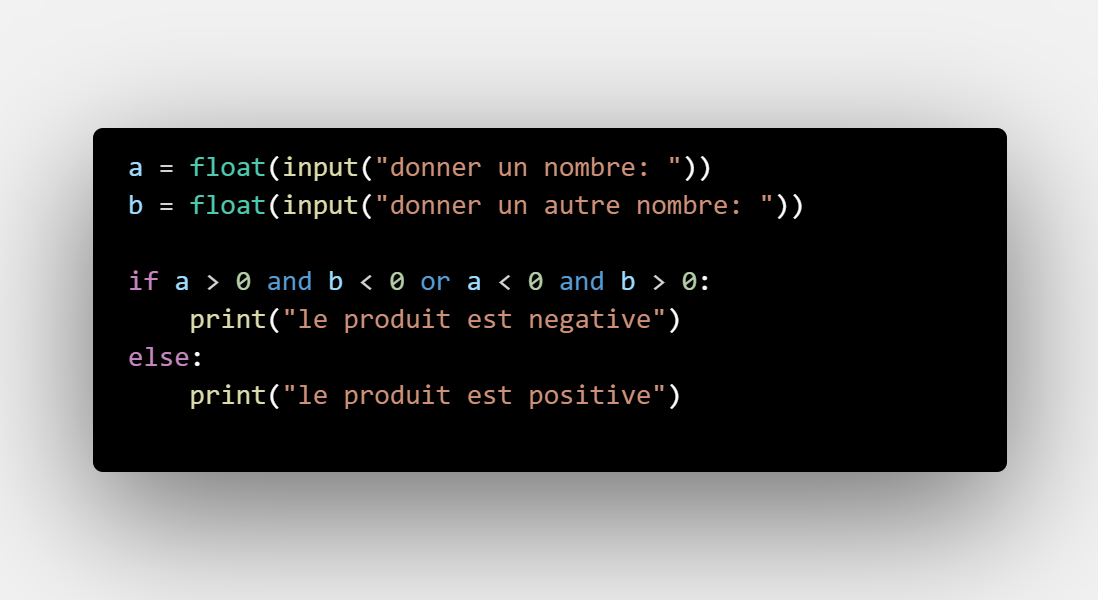 a = float(input("donner un nombre: "))
b = float(input("donner un autre nombre: "))
if a > 0 and b < 0 or a < 0 and b > 0:
    print("le produit est negative")
else:
    print("le produit est positive")